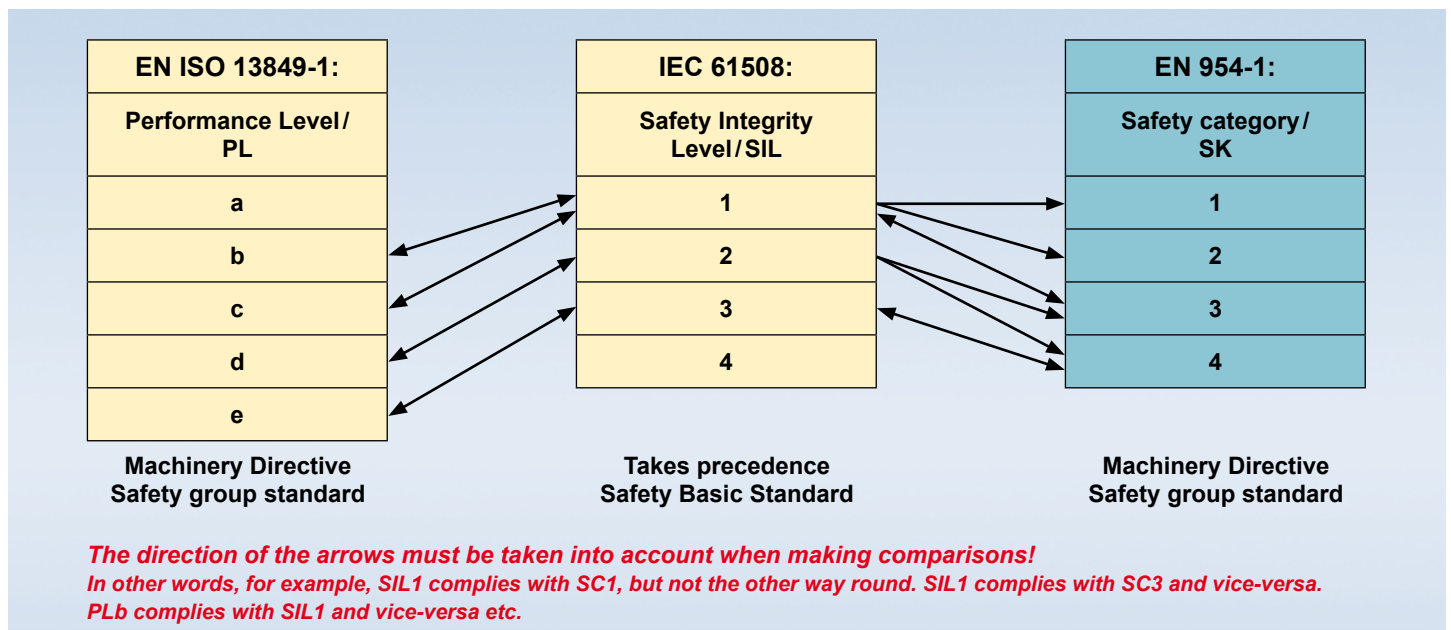 EN ISO 13849-1:
Performance Level/
PL
a
b
c
d
e
Machinery Directive
Safety group standard
IEC 61508:
Safety Integrity
Level/SIL
1
2
3
4
Takes precedence
Safety Basic Standard
EN 954-1:
Safety category/
SK
1
2
3
4
Machinery Directive
Safety group standard
The direction of the arrows must be taken into account when making comparisons!
In other words, for example, SIL1 complies with SC1, but not the other way round. SIL1 complies with SC3 and vice-versa.
PLb complies with SIL1 and vice-versa etc.